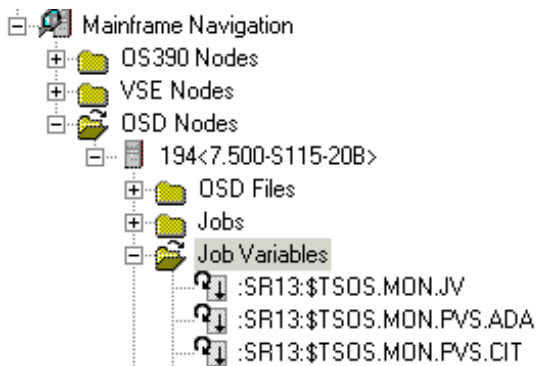 Mainframe Navigation
OS390 Nodes
VSE Nodes
OSD Nodes
194<7.500-S115-20B>
OSD Files
Jobs
Job Variables
:SR13:$TSOS.MON.JV
:SR13:$TSOS.MON.PVS.ADA
:SR13:$TSOS.MON.PVS.CIT